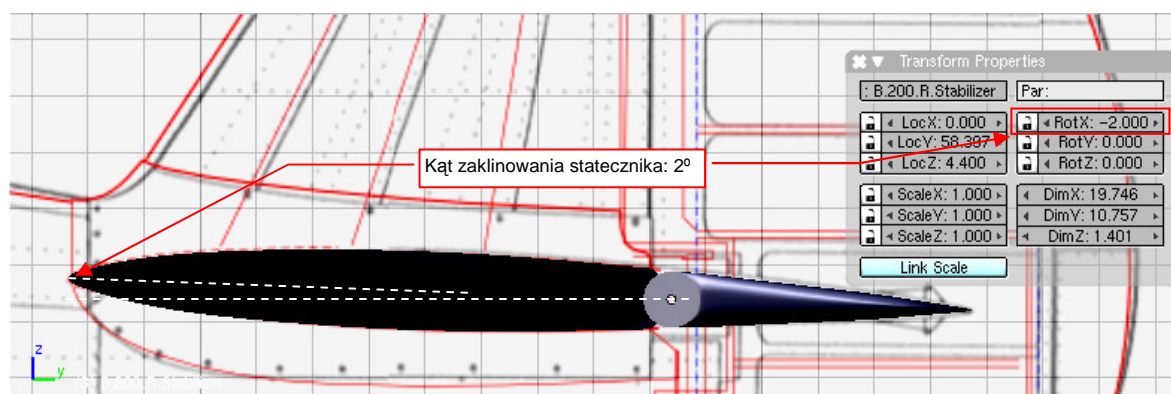 Transform Properties
: B.200.R.Stabilizer Par:
LocX: 0.000 RotX: -2.000
LocY: 58.397 RotY: 0.000
LocZ: 4.400 RotZ: 0.000
Kąt zaklinowania statecznika: 2º
ScaleX: 1.000 DimX: 19.746
ScaleY: 1.000 DimY: 10.757
ScaleZ: 1.000 DimZ: 1.401
Link Scale
z
y